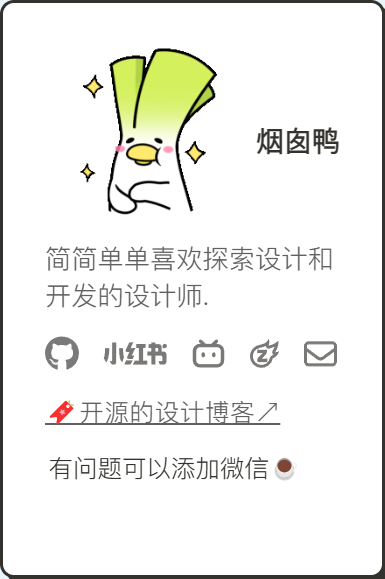 烟囱鸭
简简单单喜欢探索设计和
开发的设计师.
小红书
开源的设计博客↗
有问题可以添加微信